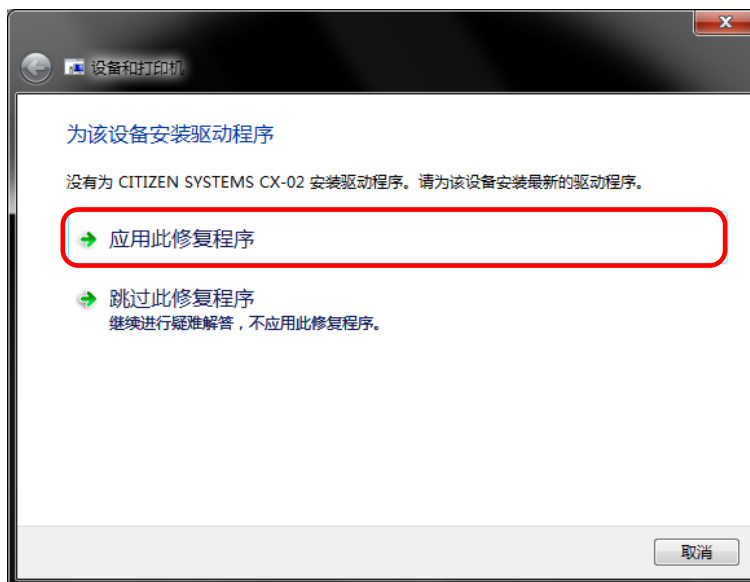 设备和打印机
为该设备安装驱动程序
没有为 CITIZEN SYSTEMS CX-02 安装驱动程序。请为该设备安装最新的驱动程序。
应用此修复程序
跳过此修复程序
继续进行疑难解答，不应用此修复程序。
取消